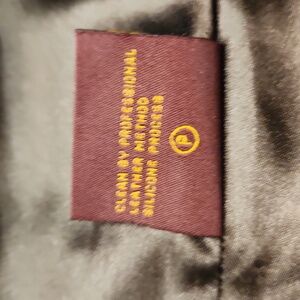 CLEAN BY PROFESSIONAL
LEATHER METHOD
SILICONE PROCESS
P